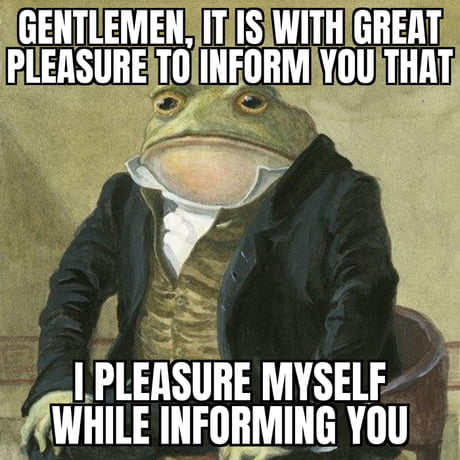 GENTLEMEN, IT IS WITH GREAT
PLEASURE TO INFORM YOU THAT
I PLEASURE MYSELF
WHILE INFORMING YOU